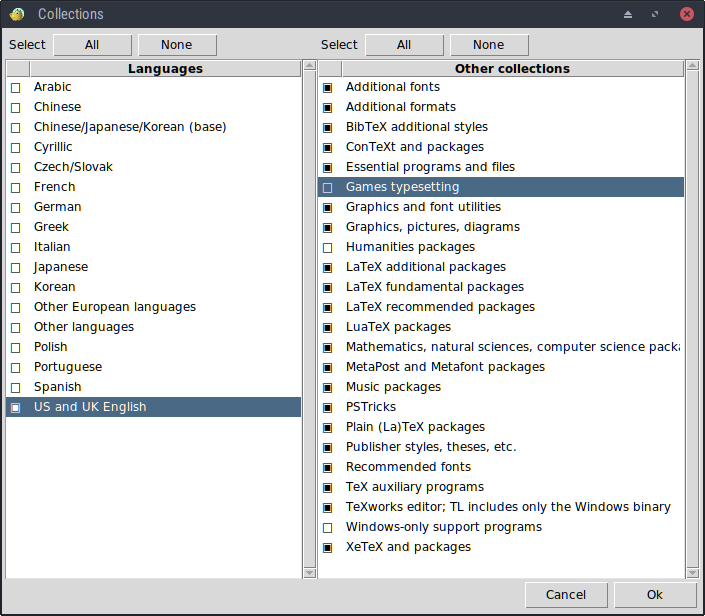 Collections
Select All None
Select All None
Languages
Arabic
Chinese
Chinese/Japanese/Korean (base)
Cyrillic
Czech/Slovak
French
German
Greek
Italian
Japanese
Korean
Other European languages
Other languages
Polish
Portuguese
Spanish
US and UK English
Other collections
Additional fonts
Additional formats
BibTeX additional styles
ConTeXt and packages
Essential programs and files
Games typesetting
Graphics and font utilities
Graphics, pictures, diagrams
Humanities packages
LaTeX additional packages
LaTeX fundamental packages
LaTeX recommended packages
LuaTeX packages
Mathematics, natural sciences, computer science packa
MetaPost and Metafont packages
Music packages
PSTricks
Plain (La)TeX packages
Publisher styles, theses, etc.
Recommended fonts
TeX auxiliary programs
TeXworks editor; TL includes only the Windows binary
Windows-only support programs
XeTeX and packages
Cancel Ok